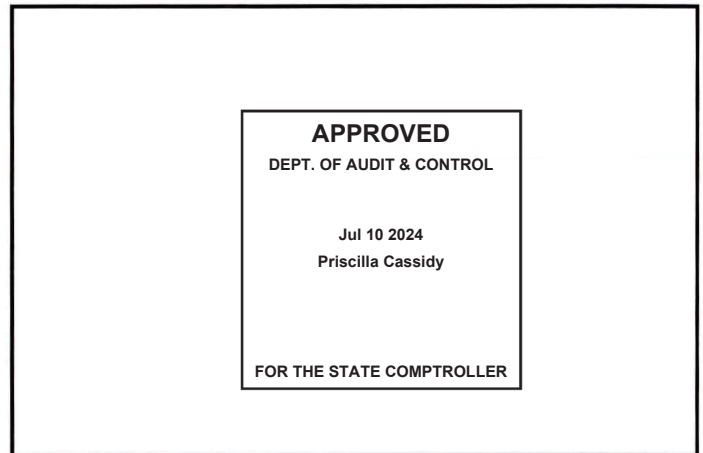 APPROVED
DEPT. OF AUDIT & CONTROL
Jul 10 2024
Priscilla Cassidy
FOR THE STATE COMPTROLLER